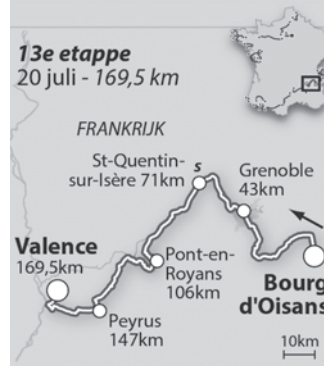 13e etappe
20 juli - 169,5 km
FRANKRIJK
St-Quentin-
sur-Isère 71km
s
Grenoble
43km
Valence
169,5km
Pont-en-
Royans
106km
Bourg
d'Oisans
Peyrus
147km
10km